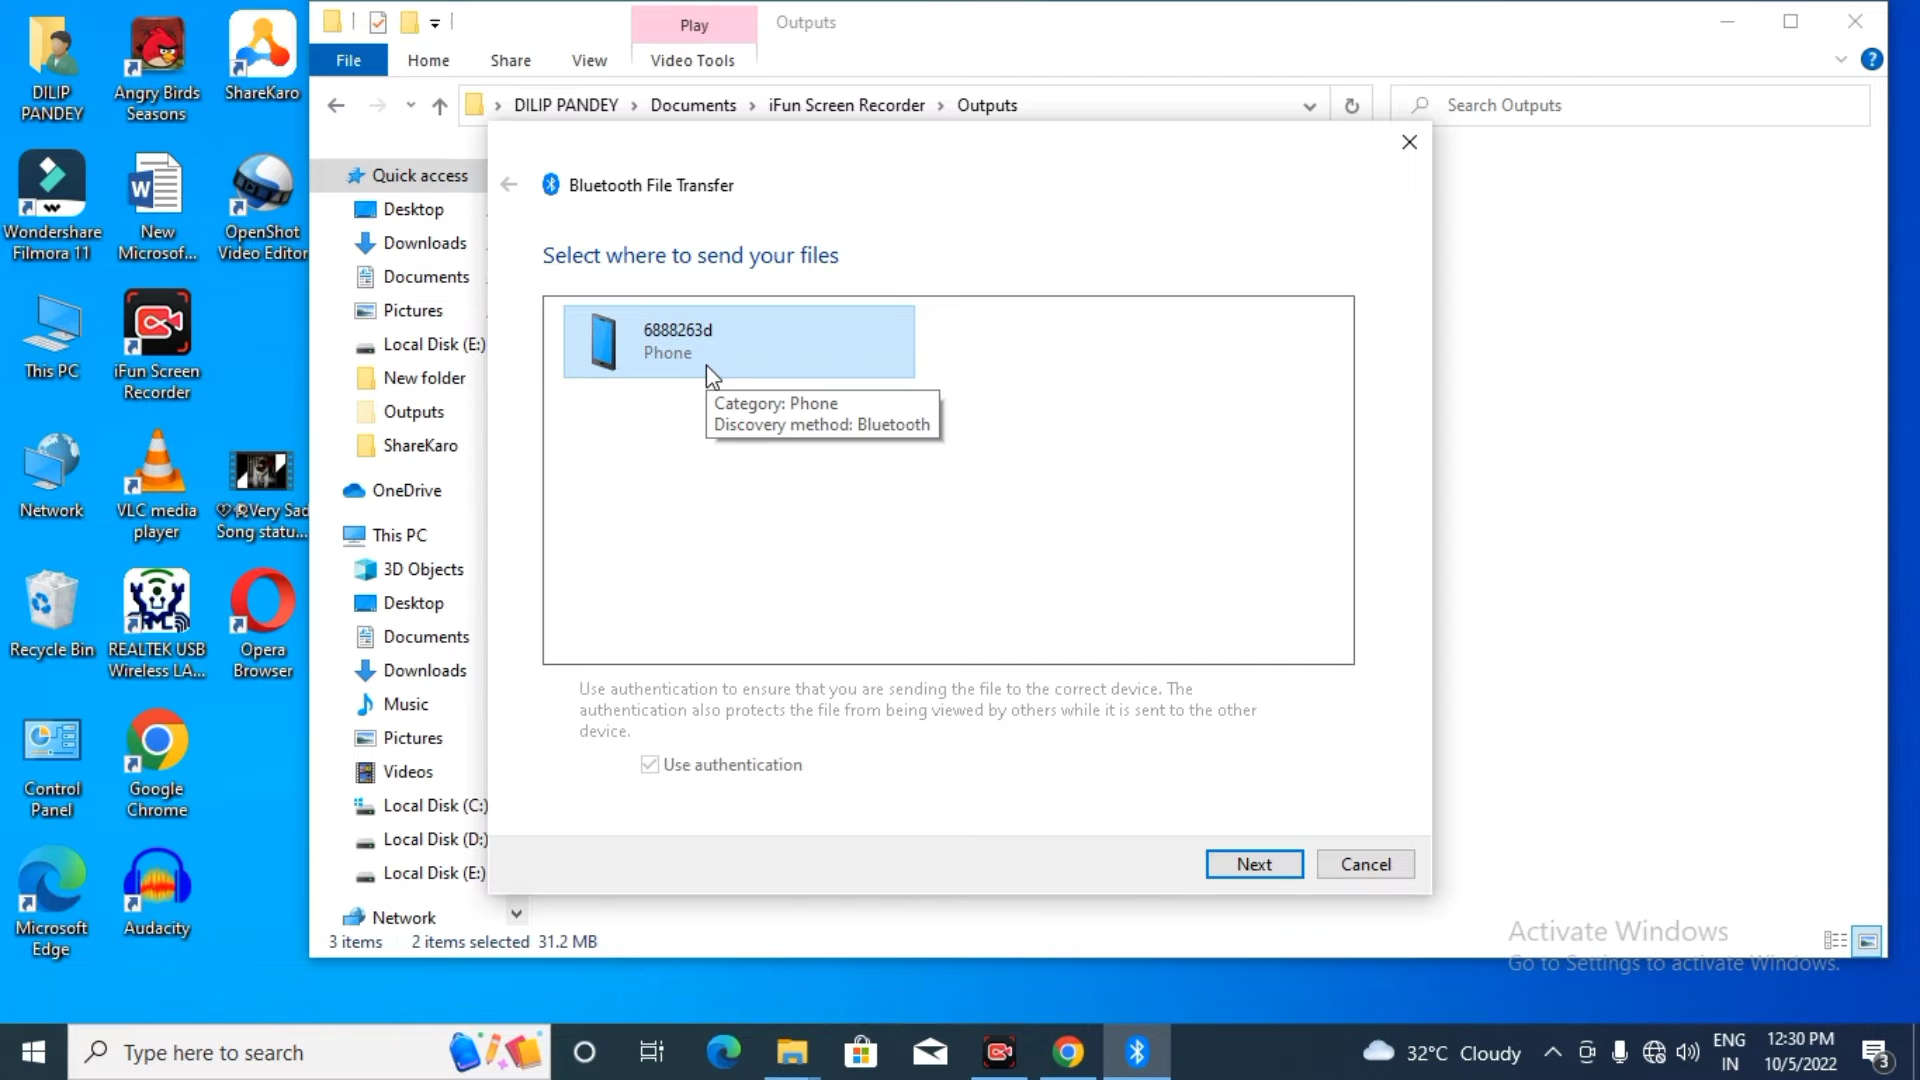 DILIP
PANDEY
Angry Birds
Seasons
ShareKaro
Wondershare
Filmora 11
New
Microsof...
OpenShot
Video Editor
This PC
iFun Screen
Recorder
Network
VLC media
player
Very Sad
Song statu...
Recycle Bin
REALTEK USB
Wireless LA...
Opera
Browser
Control
Panel
Google
Chrome
Microsoft
Edge
Audacity
Play
Outputs
File
Home
Share
View
Video Tools
DILIP PANDEY > Documents > iFun Screen Recorder > Outputs
Search Outputs
Quick access
Desktop
Downloads
Documents
Pictures
Local Disk (E:)
New folder
Outputs
ShareKaro
OneDrive
This PC
3D Objects
Desktop
Documents
Downloads
Music
Pictures
Videos
Local Disk (C:)
Local Disk (D:)
Local Disk (E:)
Network
3 items 2 items selected 31.2 MB
Bluetooth File Transfer
Select where to send your files
6888263d
Phone
Category: Phone
Discovery method: Bluetooth
Use authentication to ensure that you are sending the file to the correct device. The
authentication also protects the file from being viewed by others while it is sent to the other
device.
Use authentication
Next
Cancel
Activate Windows
Go to Settings to activate Windows.
Type here to search
32°C Cloudy
ENG
IN
12:30 PM
10/5/2022
3